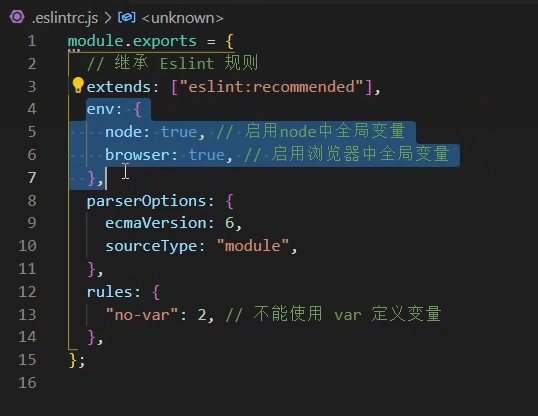 .eslintrc.js > <unknown>
1 module.exports = {
2 // 继承 Eslint 规则
3 extends: ["eslint:recommended"],
4 env: {
5 node: true, // 启用node中全局变量
6 browser: true, // 启用浏览器中全局变量
7 },
8 parserOptions: {
9 ecmaVersion: 6,
10 sourceType: "module",
11 },
12 rules: {
13 "no-var": 2, // 不能使用 var 定义变量
14 },
15 };
16